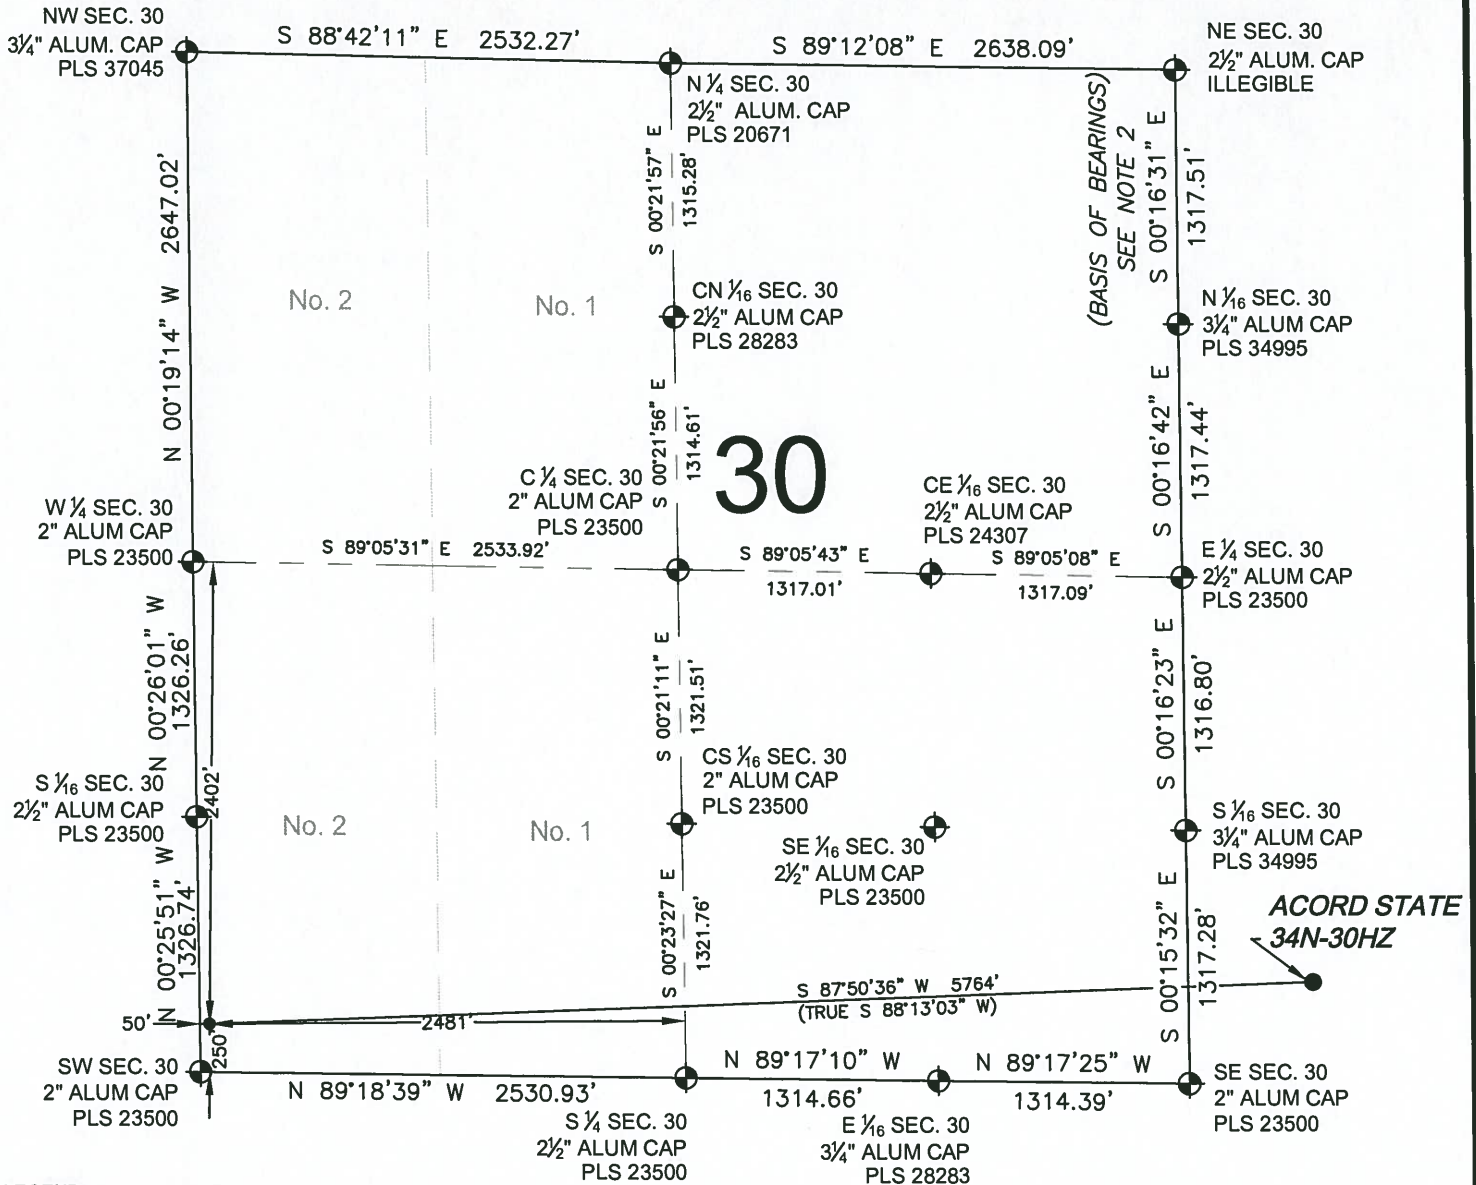 NW SEC. 30
3¼" ALUM. CAP
PLS 37045
S 88°42'11" E 2532.27'
S 89°12'08" E 2638.09'
NE SEC. 30
2½" ALUM. CAP
ILLEGIBLE
N ¼ SEC. 30
2½" ALUM. CAP
PLS 20671
N 00°19'14" W 2647.02'
S 00°21'57" E
1315.28'
(BASIS OF BEARINGS)
SEE NOTE 2
S 00°16'31" E
1317.51'
No. 2
No. 1
CN 1⁄16 SEC. 30
2½" ALUM CAP
PLS 28283
N 1⁄16 SEC. 30
3¼" ALUM CAP
PLS 34995
S 00°21'56" E
1314.61'
30
S 00°16'42" E
1317.44'
C ¼ SEC. 30
2" ALUM CAP
PLS 23500
CE 1⁄16 SEC. 30
2½" ALUM CAP
PLS 24307
W ¼ SEC. 30
2" ALUM CAP
PLS 23500
S 89°05'31" E 2533.92'
S 89°05'43" E
1317.01'
S 89°05'08" E
1317.09'
E ¼ SEC. 30
2½" ALUM CAP
PLS 23500
N 00°26'01" W
1326.26'
2402'
S 00°21'11" E
1321.51'
S 00°16'23" E
1316.80'
S 1⁄16 SEC. 30
2½" ALUM CAP
PLS 23500
No. 2
No. 1
CS 1⁄16 SEC. 30
2" ALUM CAP
PLS 23500
SE 1⁄16 SEC. 30
2½" ALUM CAP
PLS 23500
S 1⁄16 SEC. 30
3¼" ALUM CAP
PLS 34995
N 00°25'51" W
1326.74'
S 00°23'27" E
1321.76'
S 00°15'32" E
1317.28'
ACORD STATE
34N-30HZ
S 87°50'36" W 5764'
(TRUE S 88°13'03" W)
50'
2481'
250'
SW SEC. 30
2" ALUM CAP
PLS 23500
N 89°18'39" W 2530.93'
N 89°17'10" W
1314.66'
N 89°17'25" W
1314.39'
SE SEC. 30
2" ALUM CAP
PLS 23500
S ¼ SEC. 30
2½" ALUM CAP
PLS 23500
E 1⁄16 SEC. 30
3¼" ALUM CAP
PLS 28283